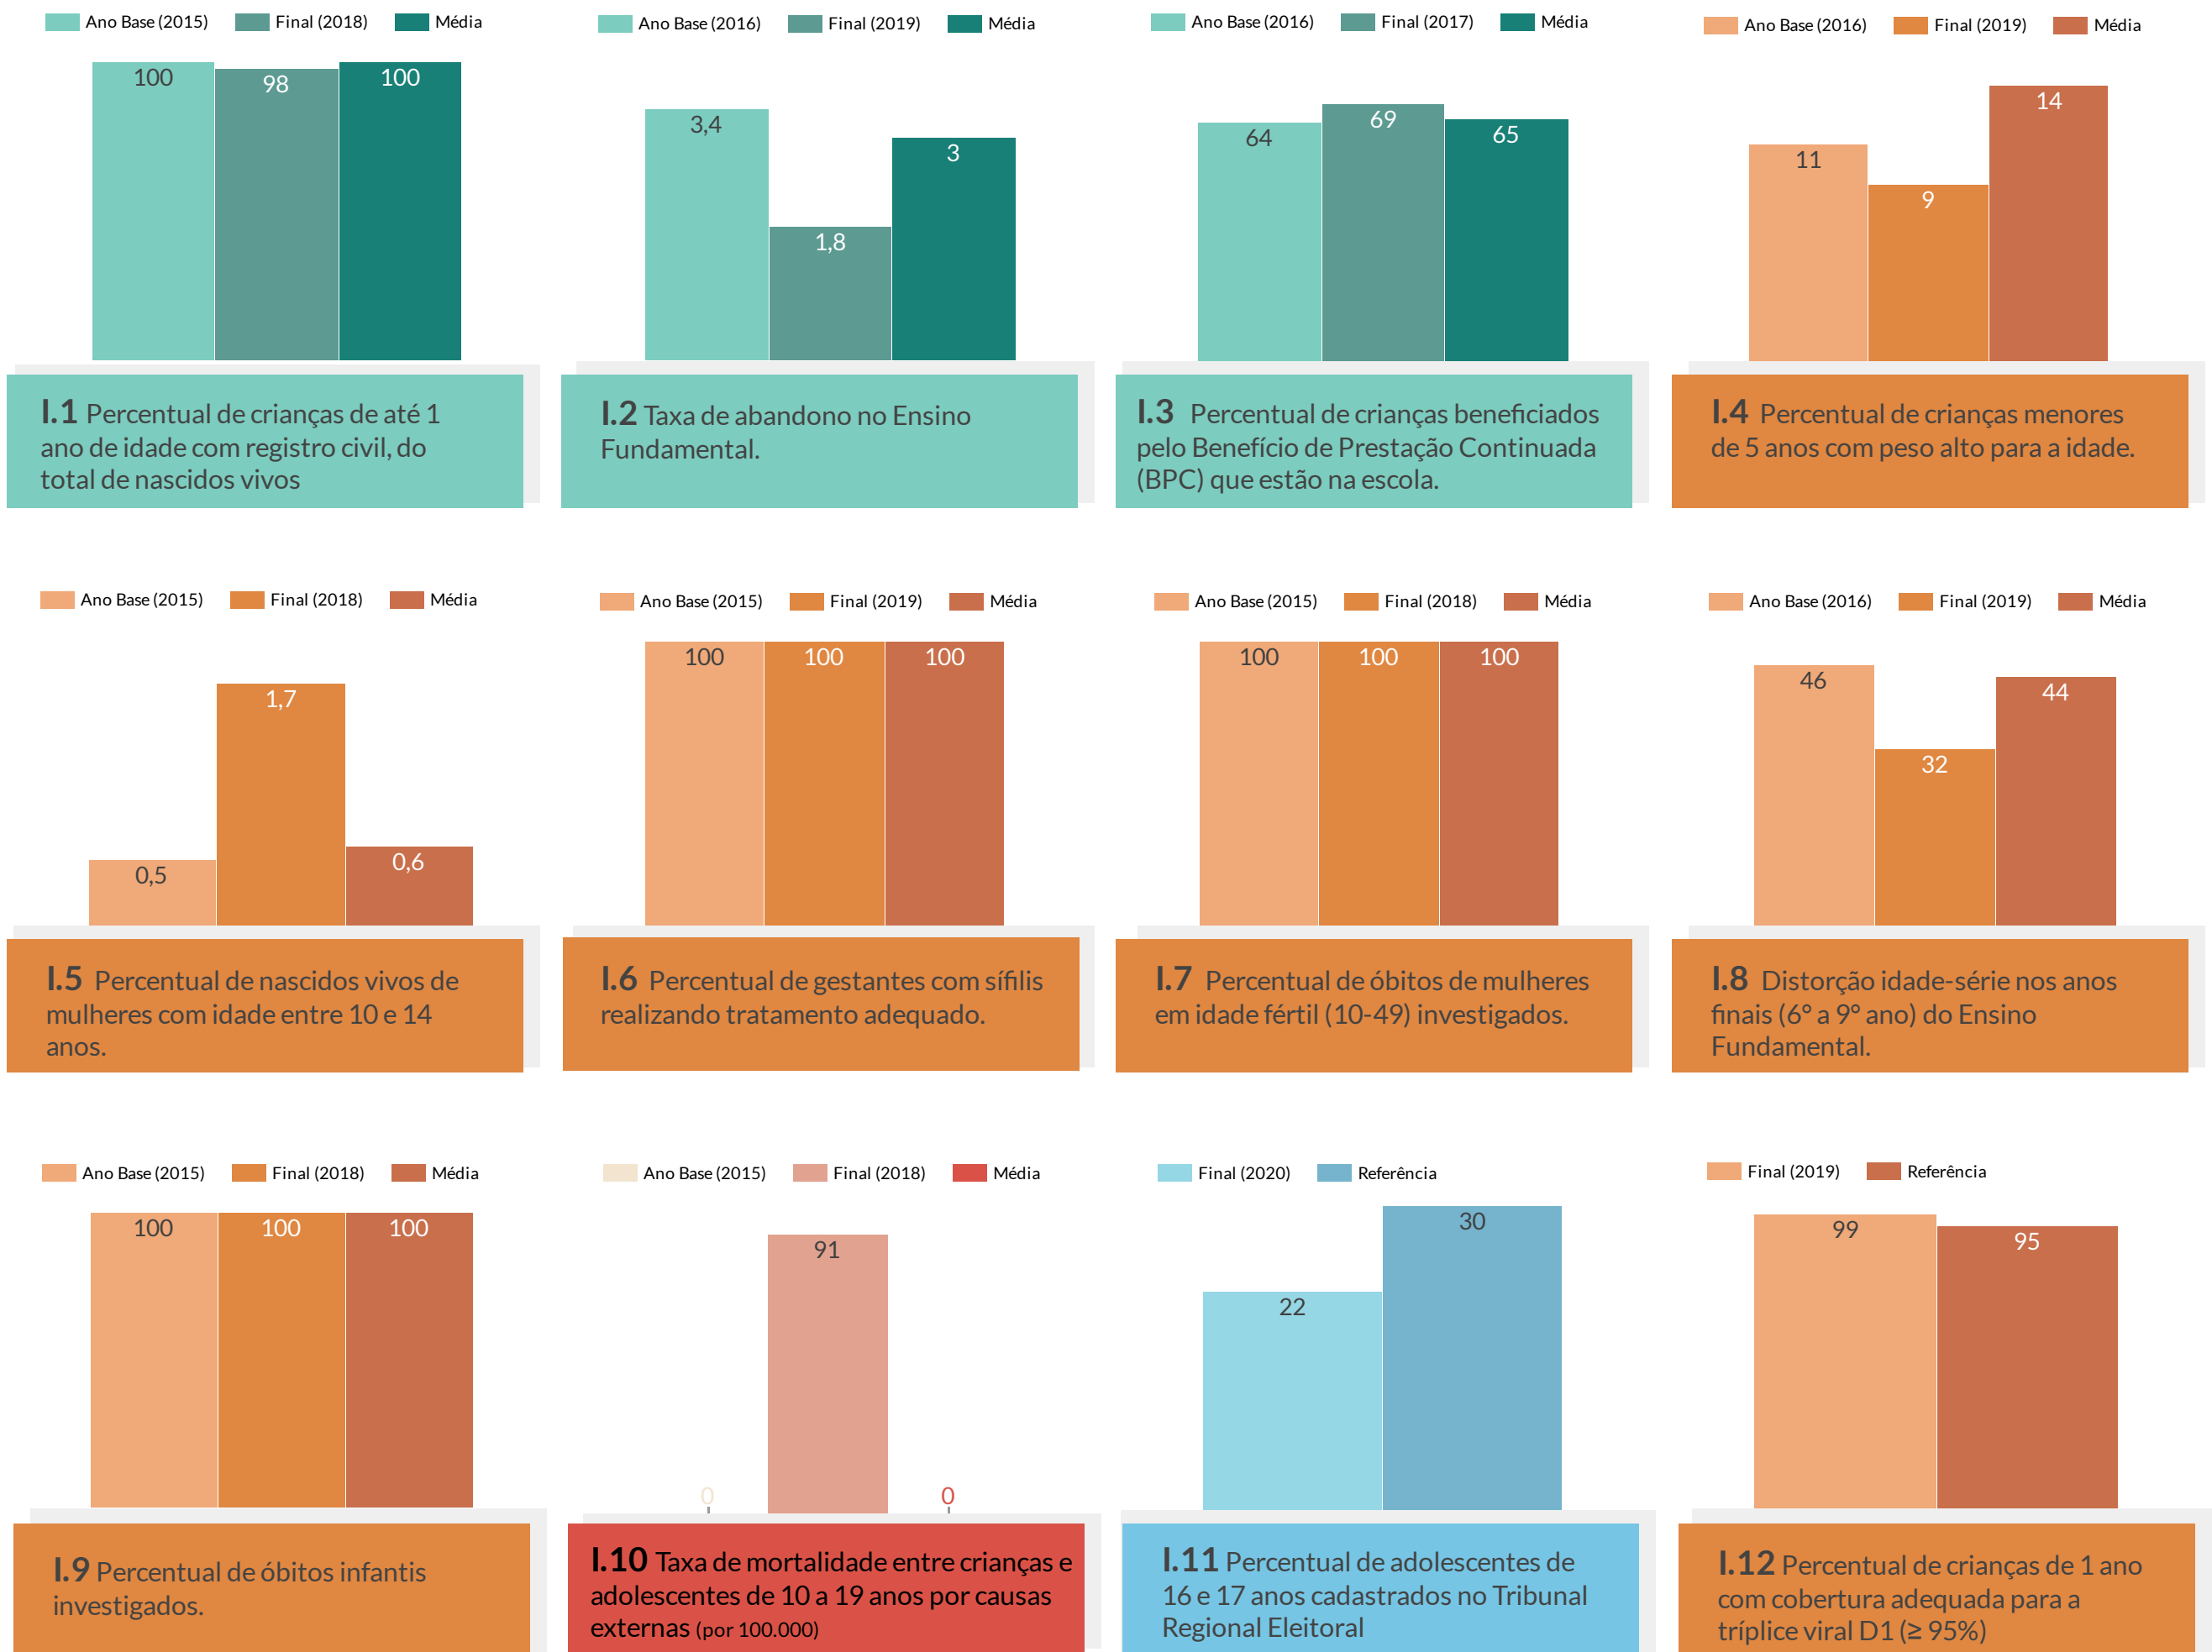 Ano Base (2015) Final (2018) Média
100 98 100
I.1 Percentual de crianças de até 1
ano de idade com registro civil, do
total de nascidos vivos
Ano Base (2016) Final (2019) Média
3,4 1,8 3
I.2 Taxa de abandono no Ensino
Fundamental.
Ano Base (2016) Final (2017) Média
64 69 65
I.3 Percentual de crianças beneficiados
pelo Benefício de Prestação Continuada
(BPC) que estão na escola.
Ano Base (2016) Final (2019) Média
11 9 14
I.4 Percentual de crianças menores
de 5 anos com peso alto para a idade.
Ano Base (2015) Final (2018) Média
0,5 1,7 0,6
I.5 Percentual de nascidos vivos de
mulheres com idade entre 10 e 14
anos.
Ano Base (2015) Final (2019) Média
100 100 100
I.6 Percentual de gestantes com sífilis
realizando tratamento adequado.
Ano Base (2015) Final (2018) Média
100 100 100
I.7 Percentual de óbitos de mulheres
em idade fértil (10-49) investigados.
Ano Base (2016) Final (2019) Média
46 32 44
I.8 Distorção idade-série nos anos
finais (6º a 9º ano) do Ensino
Fundamental.
Ano Base (2015) Final (2018) Média
100 100 100
I.9 Percentual de óbitos infantis
investigados.
Ano Base (2015) Final (2018) Média
0 91 0
I.10 Taxa de mortalidade entre crianças e
adolescentes de 10 a 19 anos por causas
externas (por 100.000)
Final (2020) Referência
22 30
I.11 Percentual de adolescentes de
16 e 17 anos cadastrados no Tribunal
Regional Eleitoral
Final (2019) Referência
99 95
I.12 Percentual de crianças de 1 ano
com cobertura adequada para a
tríplice viral D1 (≥ 95%)